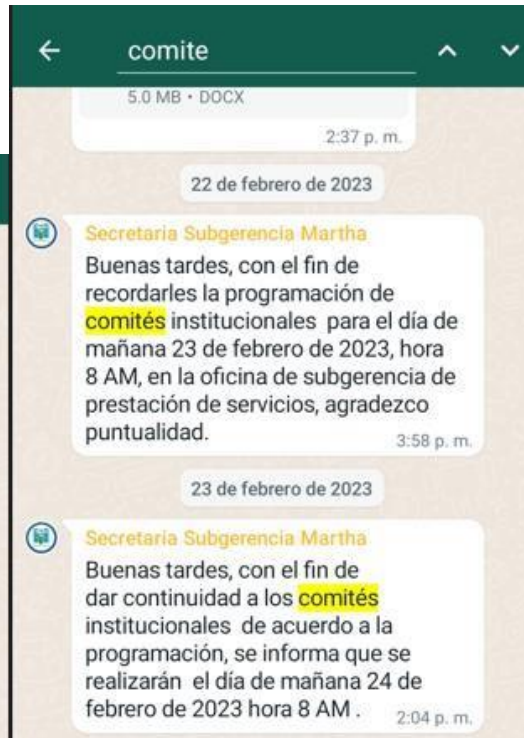 comite
5.0 MB • DOCX
2:37 p. m.
22 de febrero de 2023
Secretaria Subgerencia Martha
Buenas tardes, con el fin de
recordarles la programación de
comités institucionales para el día de
mañana 23 de febrero de 2023, hora
8 AM, en la oficina de subgerencia de
prestación de servicios, agradezco
puntualidad.
3:58 p. m.
23 de febrero de 2023
Secretaria Subgerencia Martha
Buenas tardes, con el fin de
dar continuidad a los comités
institucionales de acuerdo a la
programación, se informa que se
realizarán el día de mañana 24 de
febrero de 2023 hora 8 AM .
2:04 p. m.